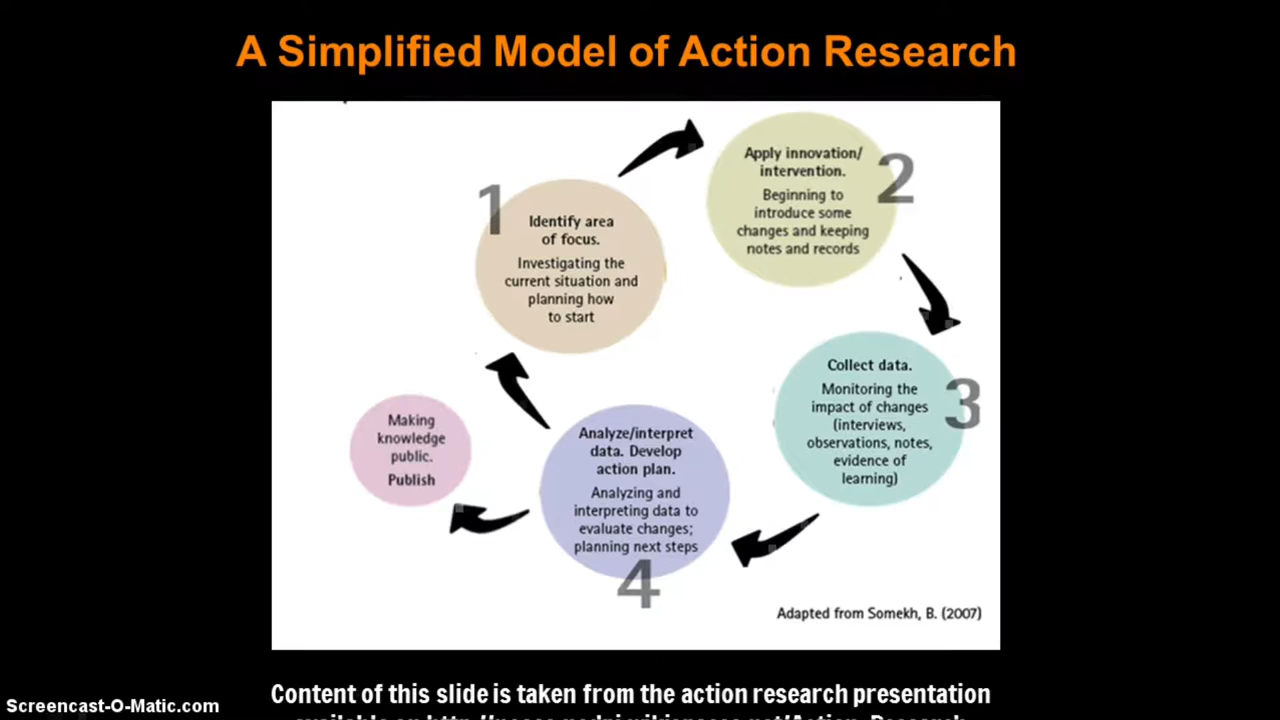 A Simplified Model of Action Research
1
Identify area
of focus.
Investigating the
current situation and
planning how
to start
2
Apply innovation/
intervention.
Beginning to
introduce some
changes and keeping
notes and records
3
Collect data.
Monitoring the
impact of changes
(interviews,
observations, notes,
evidence of
learning)
Analyze/interpret
data. Develop
action plan.
Analyzing and
interpreting data to
evaluate changes;
planning next steps
4
Making
knowledge
public.
Publish
Adapted from Somekh, B. (2007)
Content of this slide is taken from the action research presentation
Screencast-O-Matic.com